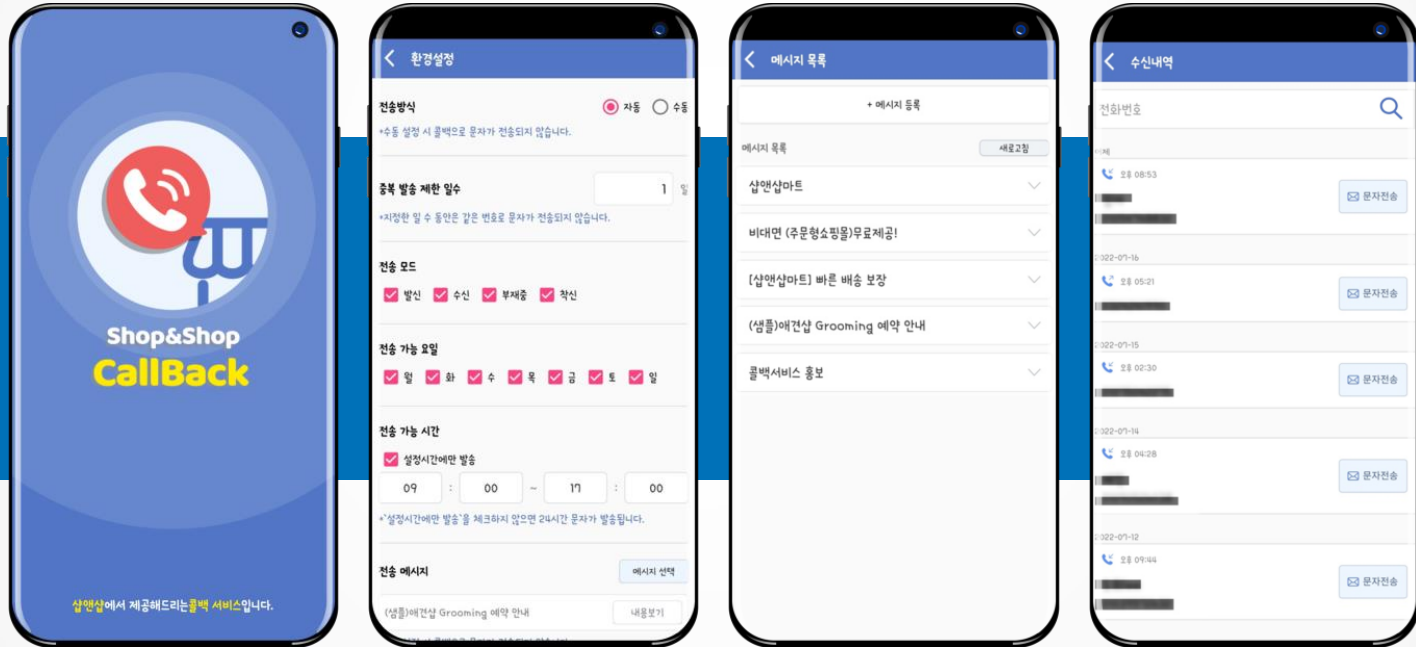 Shop&Shop
CallBack
샵앤샵에서 제공해드리는콜백 서비스입니다.
환경설정
전송방식
자동
수동
*수동 설정 시 콜백으로 문자가 전송되지 않습니다.
중복 발송 제한 일수
1 일
*지정한 일 수 동안은 같은 번호로 문자가 전송되지 않습니다.
전송 모드
발신 수신 부재중 착신
전송 가능 요일
월 화 수 목 금 토 일
전송 가능 시간
설정시간에만 발송
09 : 00 ~ 17 : 00
*'설정시간에만 발송'을 체크하지 않으면 24시간 문자가 발송됩니다.
전송 메시지
메시지 선택
(샘플)애견샵 Grooming 예약 안내
내용보기
메시지 목록
+ 메시지 등록
메시지 목록
새로고침
샵앤샵마트
비대면 (주문형쇼핑몰)무료제공!
[샵앤샵마트] 빠른 배송 보장
(샘플)애견샵 Grooming 예약 안내
콜백서비스 홍보
수신내역
전화번호
어제
오후 08:53
문자전송
2022-07-16
오후 05:21
문자전송
2022-07-15
오후 02:30
문자전송
2022-07-14
오후 04:28
문자전송
2022-07-12
오후 09:44
문자전송